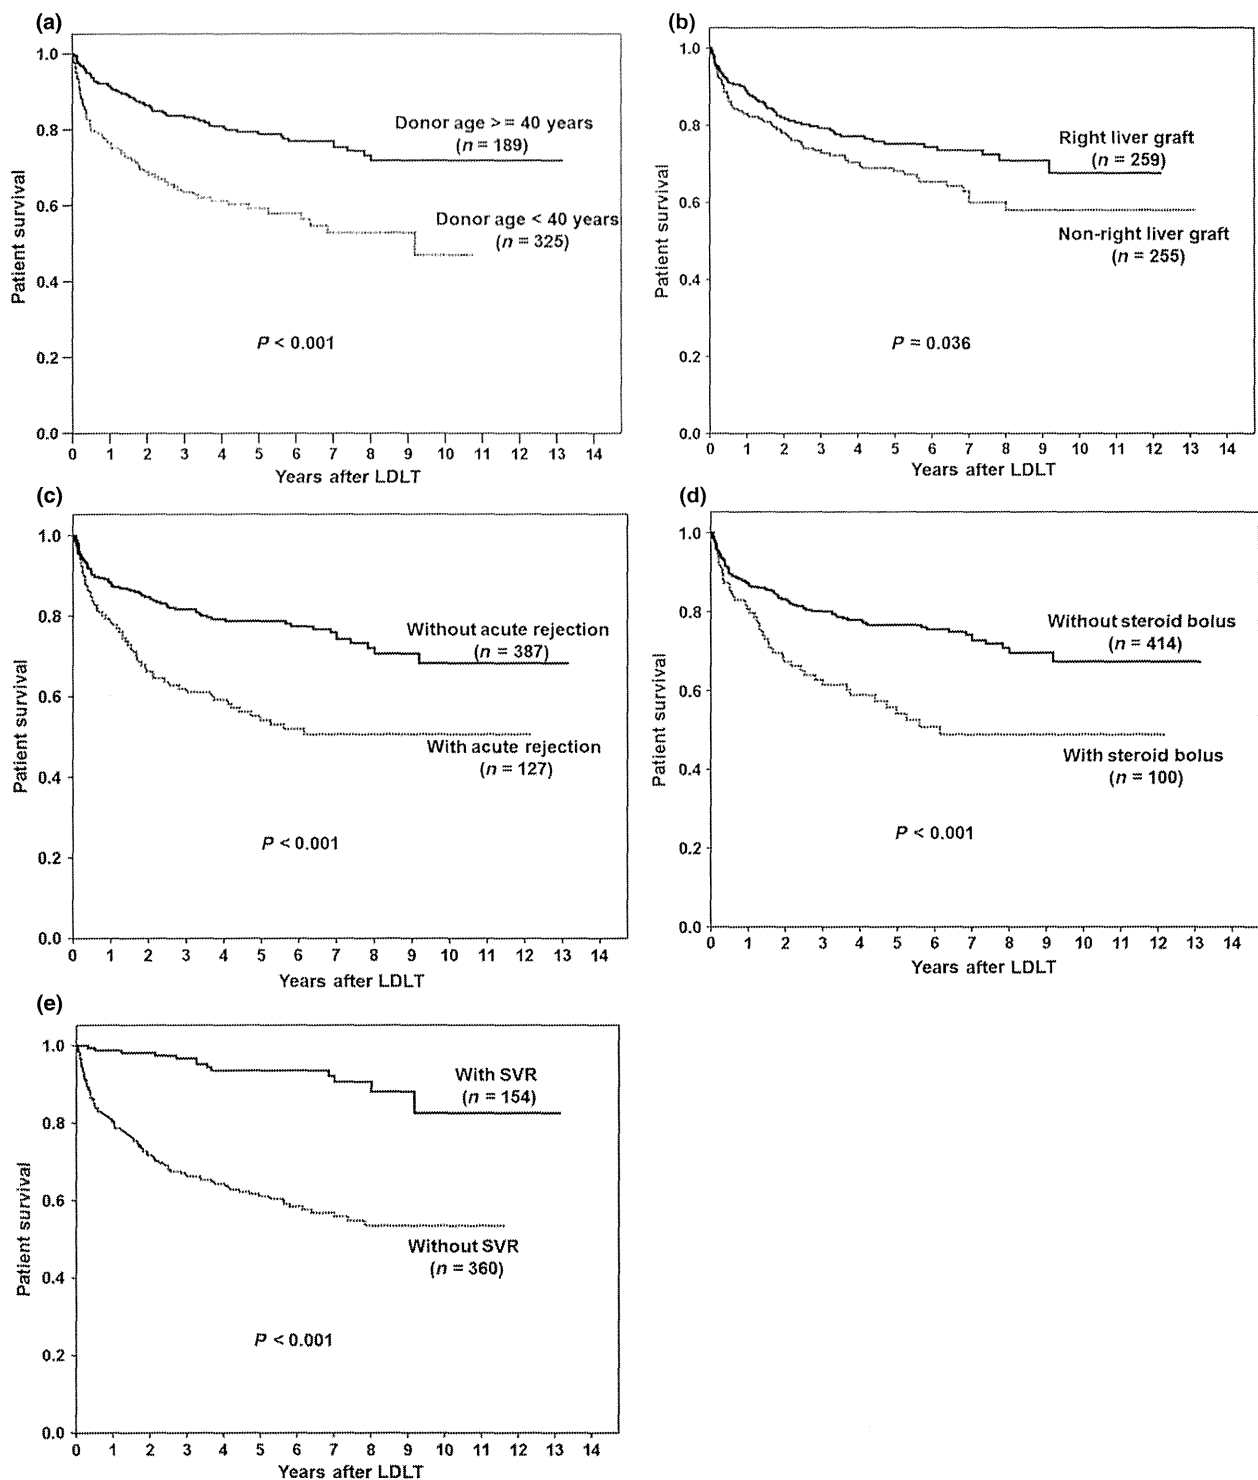 (a)
Patient survival
1.0
0.8
0.6
0.4
0.2
0.0
Donor age >= 40 years
(n = 189)
Donor age < 40 years
(n = 325)
P < 0.001
0 1 2 3 4 5 6 7 8 9 10 11 12 13 14
Years after LDLT
(b)
Patient survival
1.0
0.8
0.6
0.4
0.2
0.0
Right liver graft
(n = 259)
Non-right liver graft
(n = 255)
P = 0.036
0 1 2 3 4 5 6 7 8 9 10 11 12 13 14
Years after LDLT
(c)
Patient survival
1.0
0.8
0.6
0.4
0.2
0.0
Without acute rejection
(n = 387)
With acute rejection
(n = 127)
P < 0.001
0 1 2 3 4 5 6 7 8 9 10 11 12 13 14
Years after LDLT
(d)
Patient survival
1.0
0.8
0.6
0.4
0.2
0.0
Without steroid bolus
(n = 414)
With steroid bolus
(n = 100)
P < 0.001
0 1 2 3 4 5 6 7 8 9 10 11 12 13 14
Years after LDLT
(e)
Patient survival
1.0
0.8
0.6
0.4
0.2
0.0
With SVR
(n = 154)
Without SVR
(n = 360)
P < 0.001
0 1 2 3 4 5 6 7 8 9 10 11 12 13 14
Years after LDLT